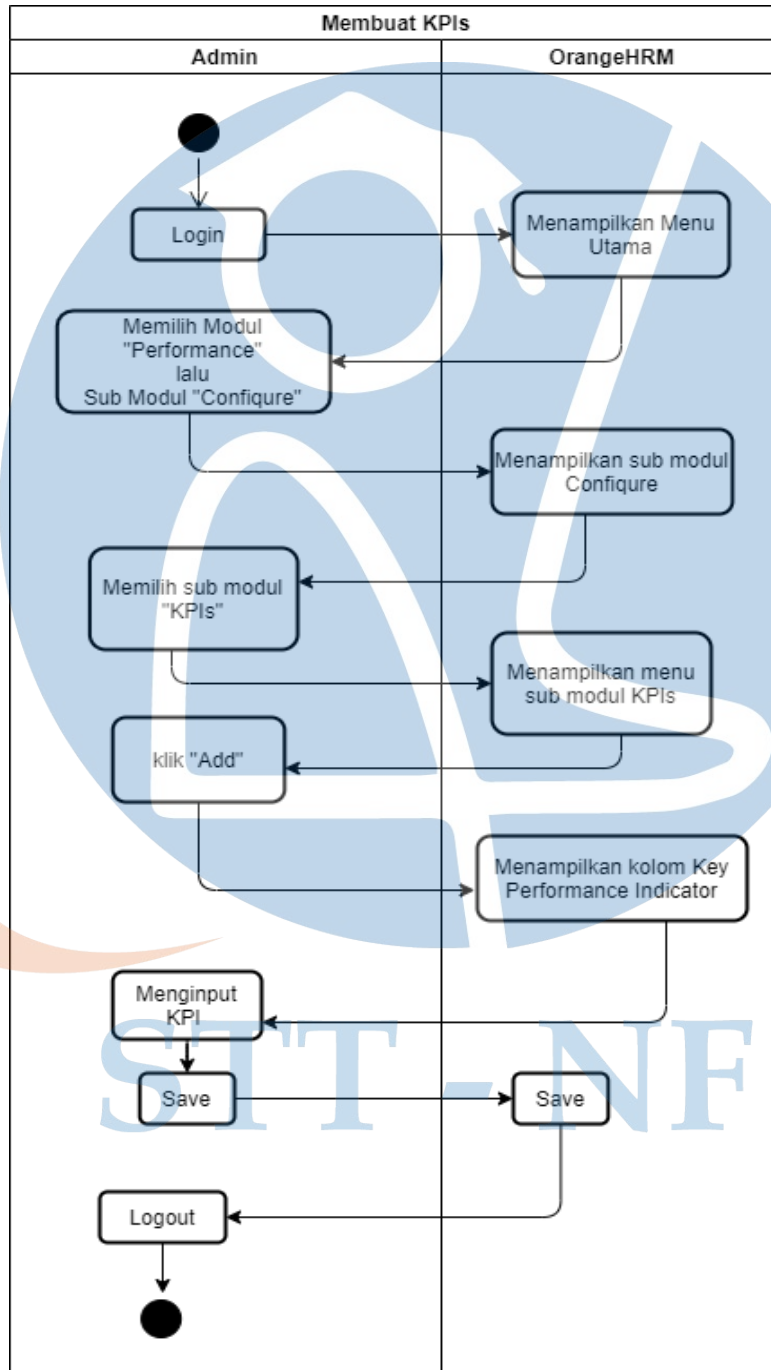 Membuat KPIs
Admin
OrangeHRM
Login
Menampilkan Menu
Utama
Memilih Modul
"Performance"
lalu
Sub Modul "Confiqure"
Menampilkan sub modul
Confiqure
Memilih sub modul
"KPIs"
Menampilkan menu
sub modul KPIs
klik "Add"
Menampilkan kolom Key
Performance Indicator
Menginput
KPI
Save
Save
Logout
STT - NF